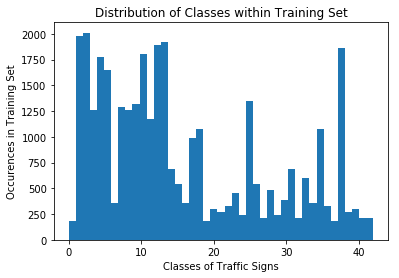 Distribution of Classes within Training Set
Occurences in Training Set
2000
1750
1500
1250
1000
750
500
250
0
0 10 20 30 40
Classes of Traffic Signs